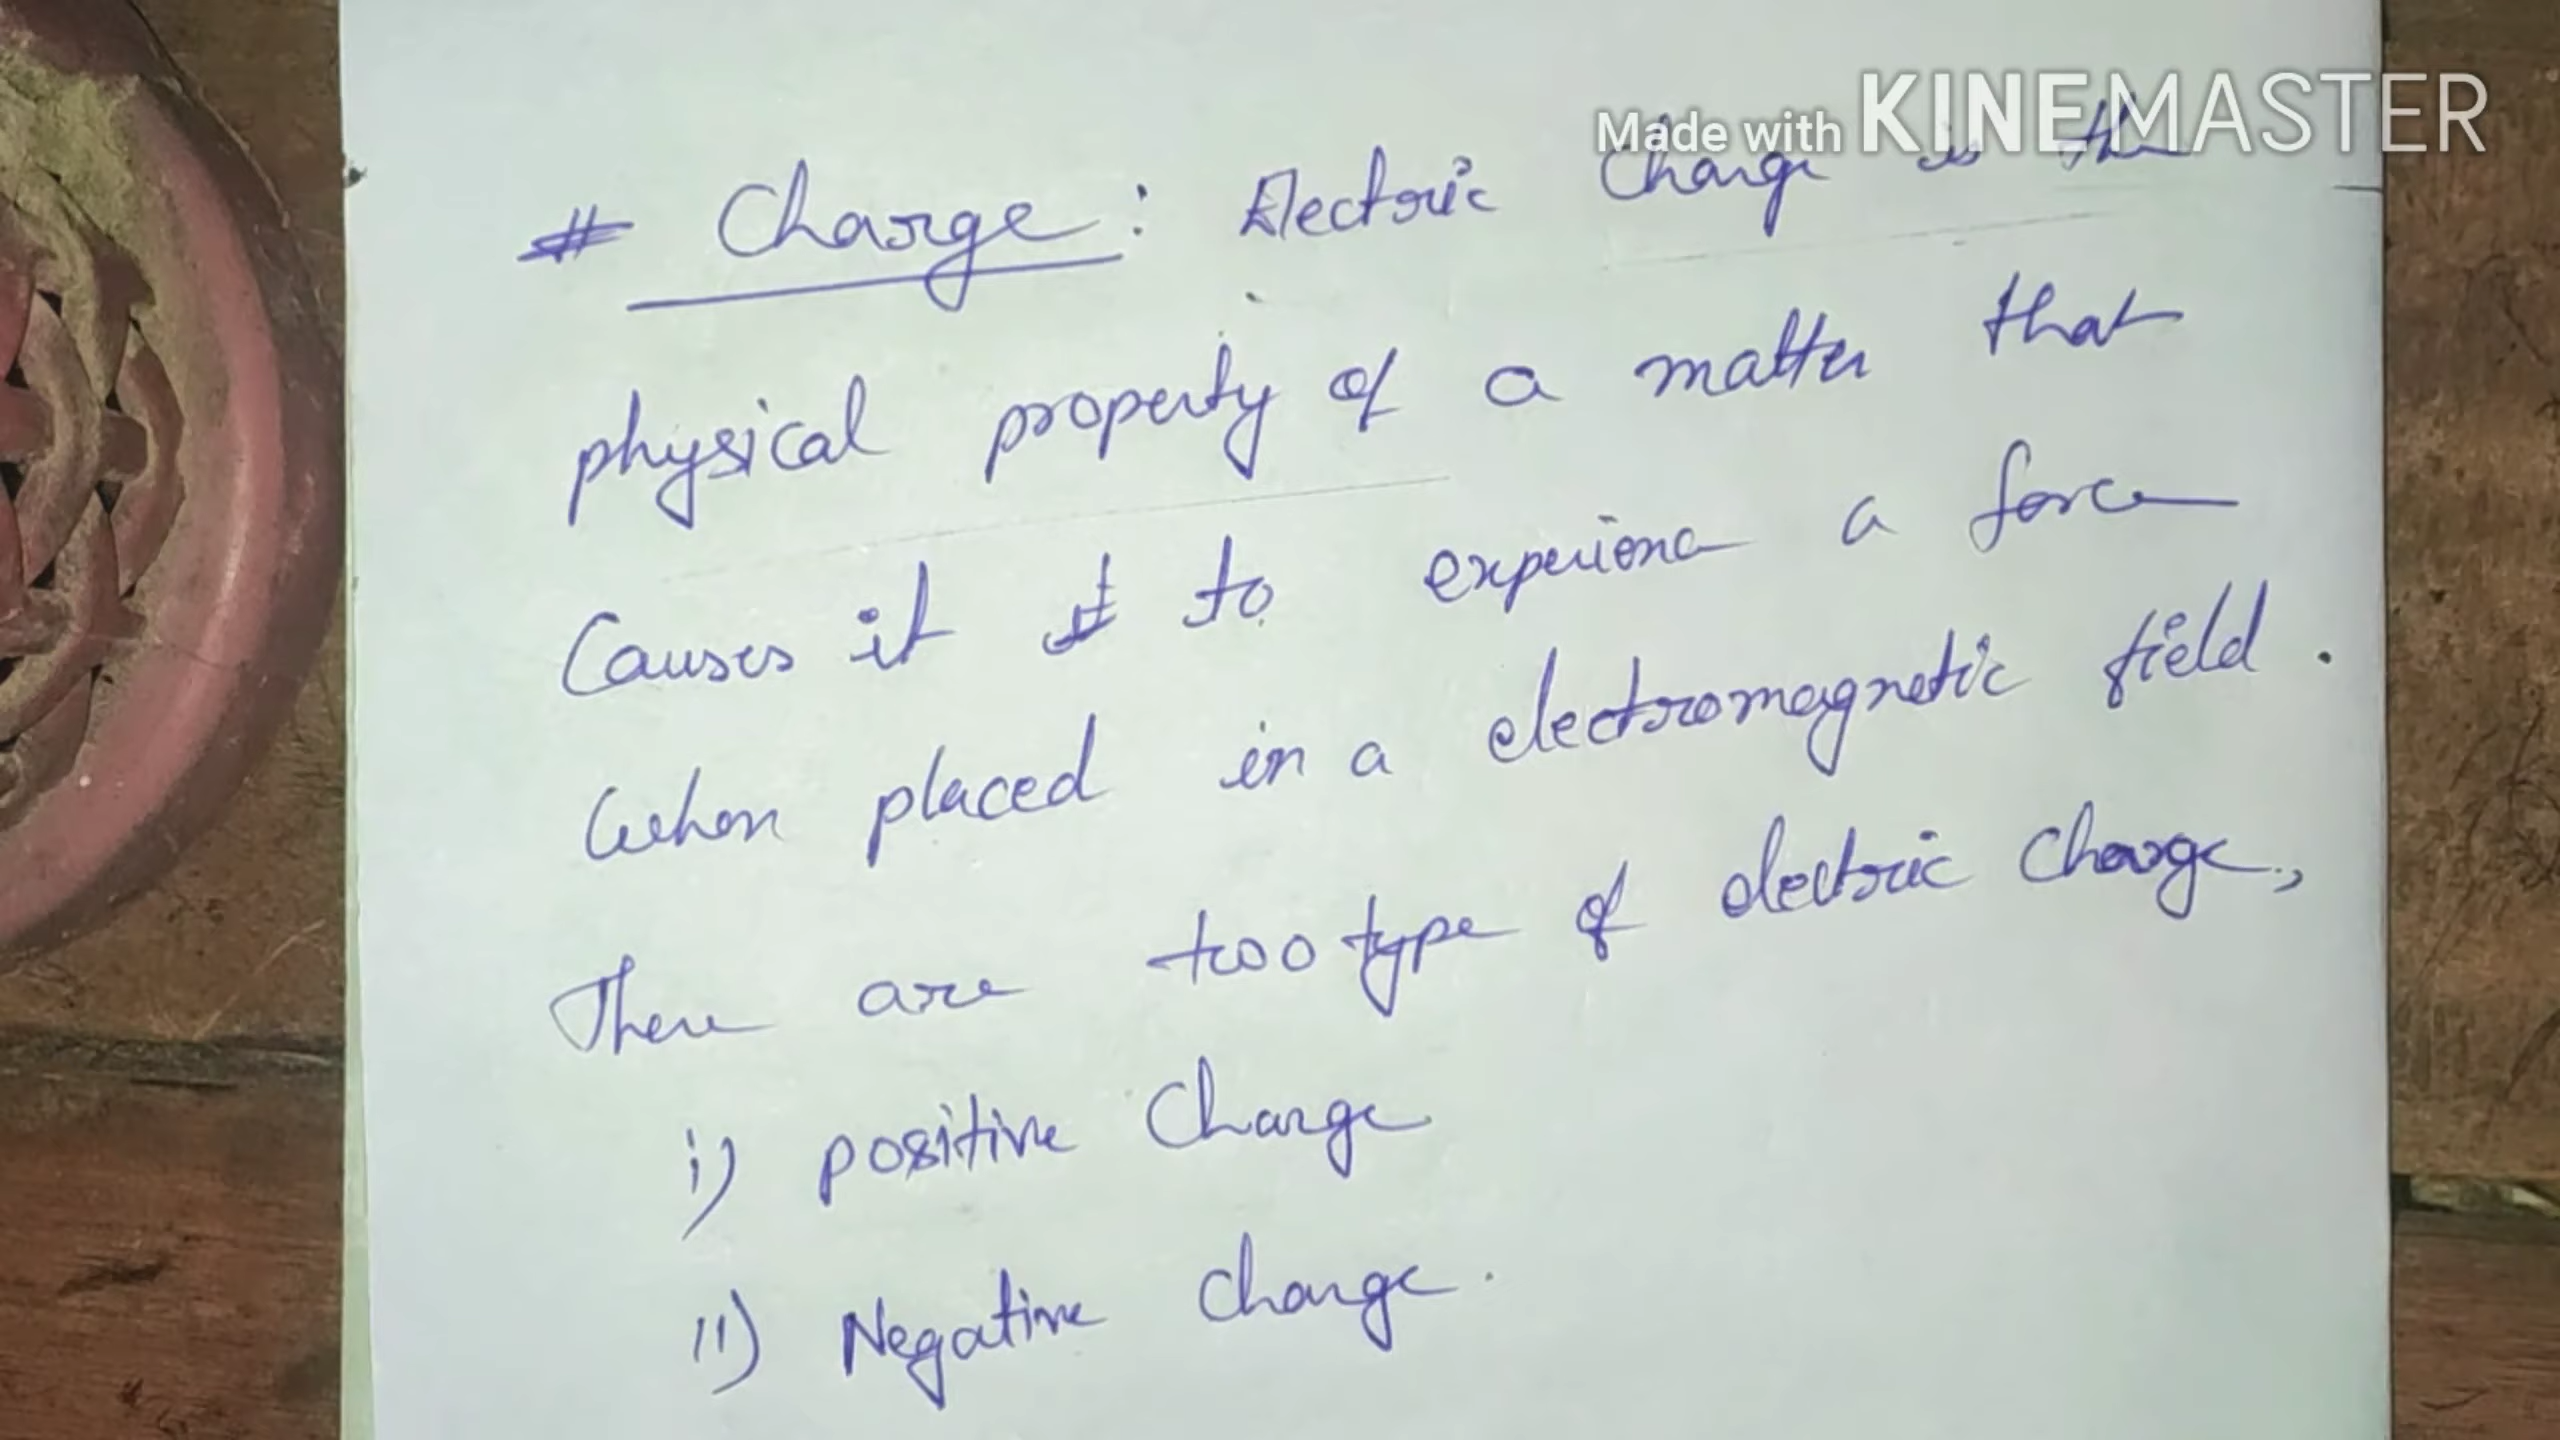 Made with KINEMASTER
# Charge : Electric Charge is the
physical property of a matter that
Causes it to experience a force
When placed in a electromagnetic field.
There are two type of electric Charge,
i) positive Charge
ii) Negative Charge.